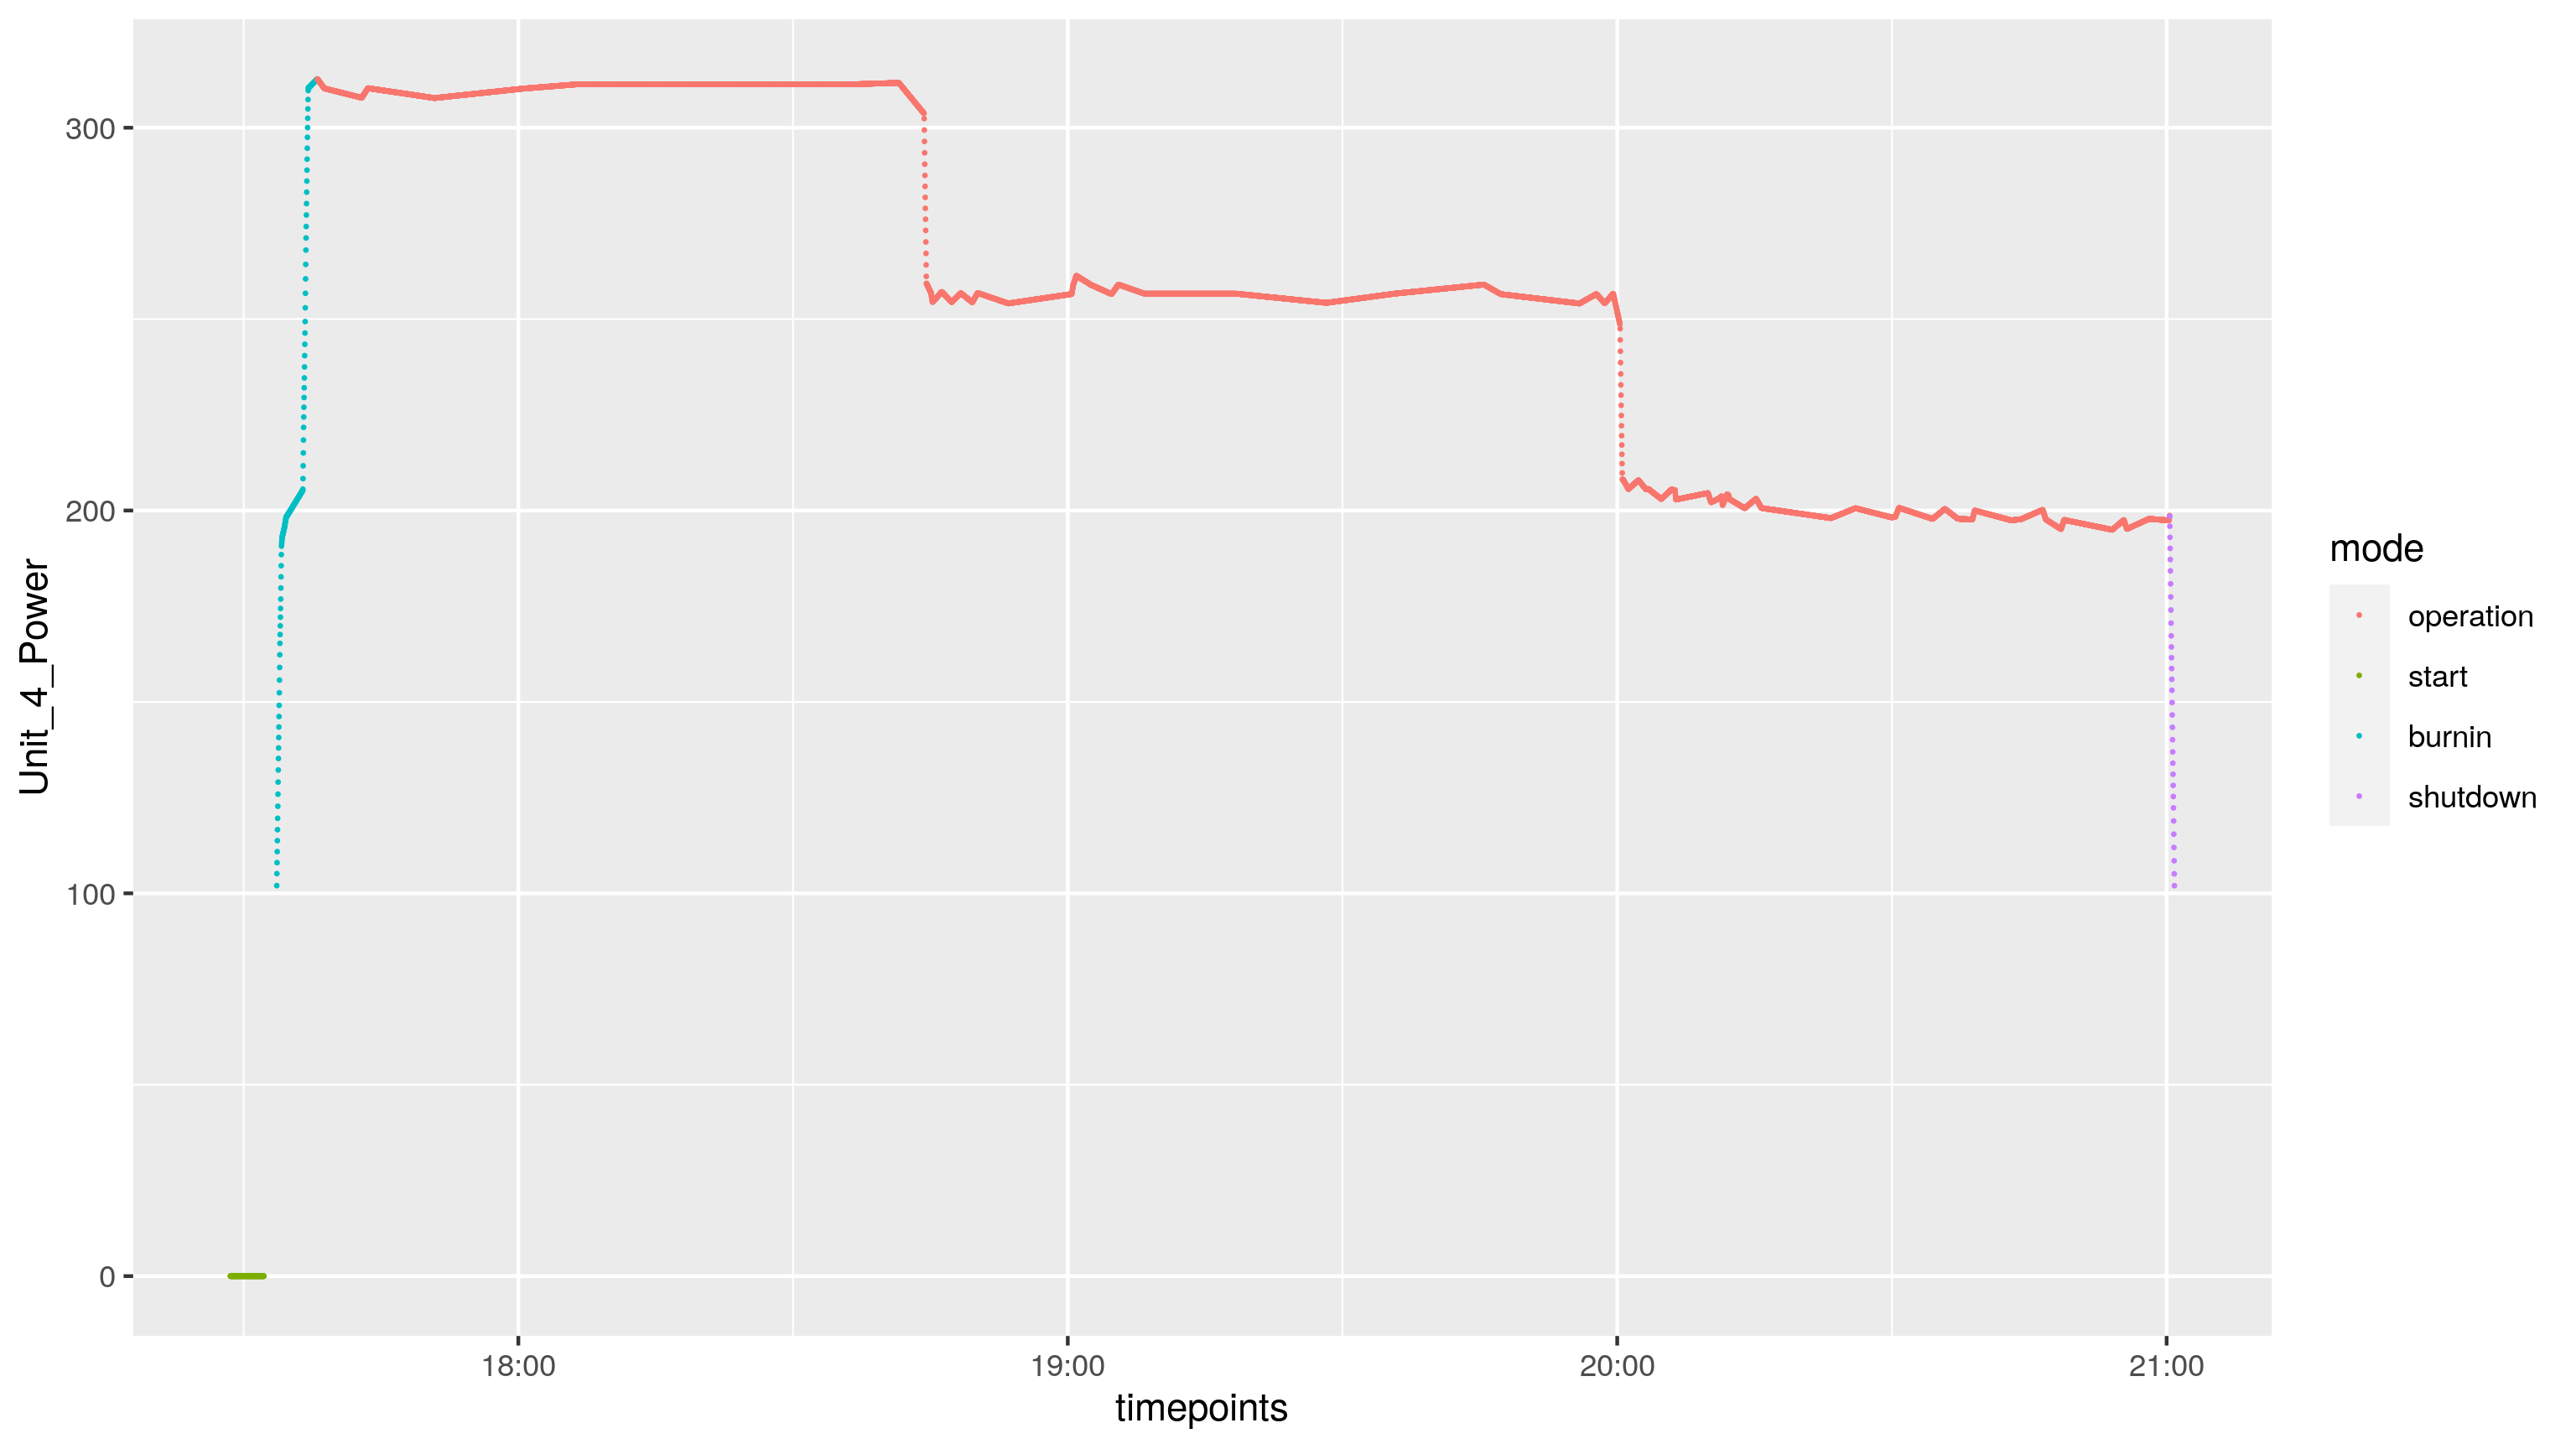 Unit_4_Power
300
200
100
0
18:00
19:00
20:00
21:00
timepoints
mode
operation
start
burnin
shutdown